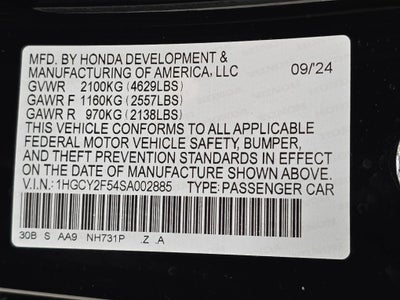 MFD. BY HONDA DEVELOPMENT &
MANUFACTURING OF AMERICA, LLC 09/'24
GVWR 2100KG (4629LBS)
GAWR F 1160KG (2557LBS)
GAWR R 970KG (2138LBS)
THIS VEHICLE CONFORMS TO ALL APPLICABLE
FEDERAL MOTOR VEHICLE SAFETY, BUMPER,
AND THEFT PREVENTION STANDARDS IN EFFECT
ON THE DATE OF MANUFACTURE SHOWN ABOVE.
V.I.N.: 1HGCY2F54SA002885 TYPE: PASSENGER CAR
30B S AA9 NH731P .Z .A